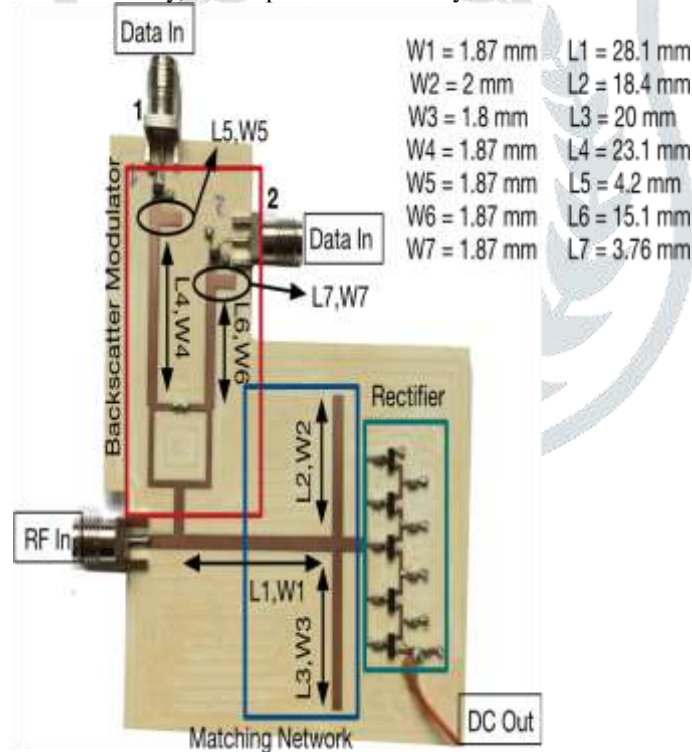 Data In
W1 = 1.87 mm L1 = 28.1 mm
W2 = 2 mm L2 = 18.4 mm
W3 = 1.8 mm L3 = 20 mm
W4 = 1.87 mm L4 = 23.1 mm
W5 = 1.87 mm L5 = 4.2 mm
W6 = 1.87 mm L6 = 15.1 mm
W7 = 1.87 mm L7 = 3.76 mm
1
L5,W5
2
Data In
Backscatter Modulator
L4,W4
L6,W6
L7,W7
Rectifier
L2,W2
RF In
L1,W1
L3,W3
DC Out
Matching Network